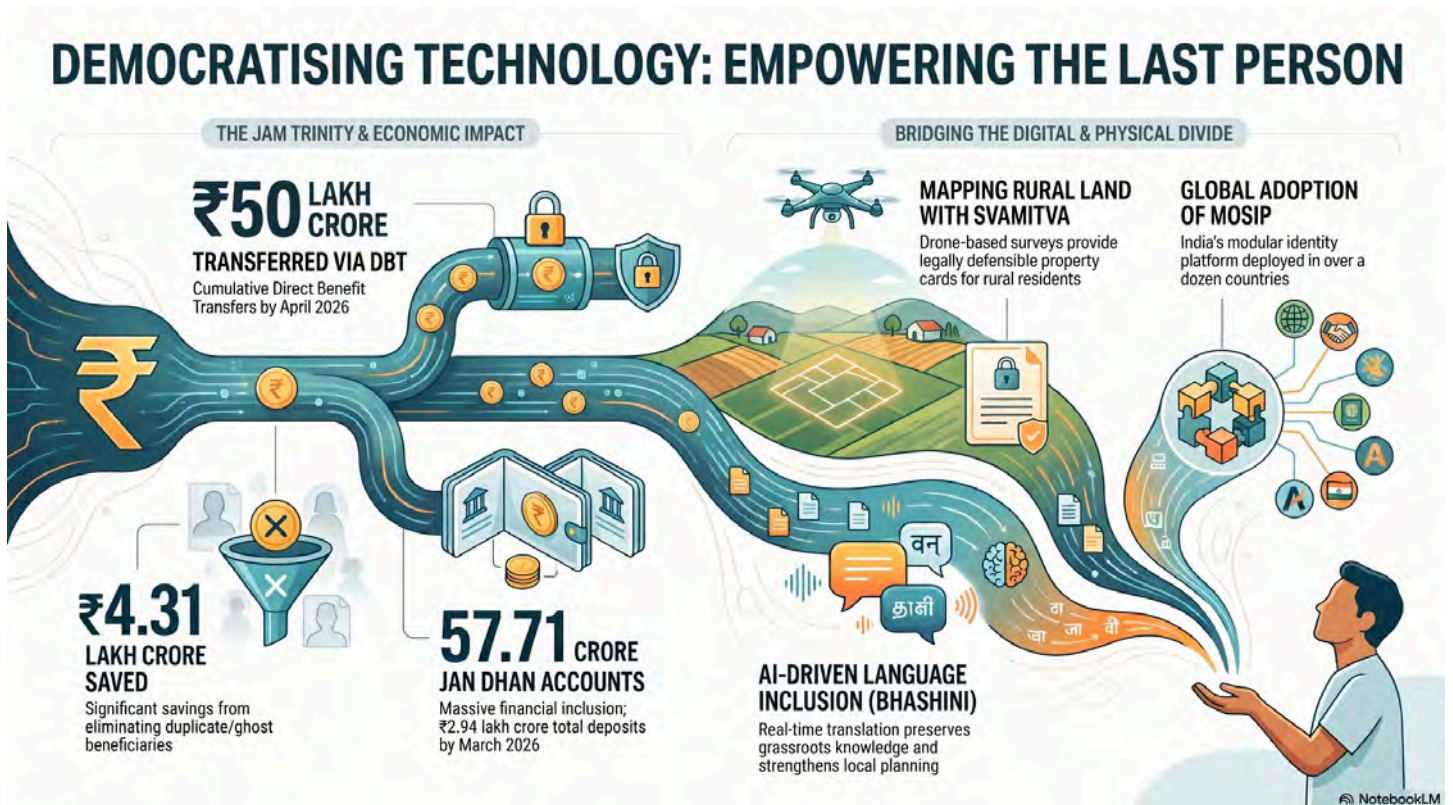 DEMOCRATISING TECHNOLOGY: EMPOWERING THE LAST PERSON
THE JAM TRINITY & ECONOMIC IMPACT
₹50 LAKH
CRORE
TRANSFERRED VIA DBT
Cumulative Direct Benefit
Transfers by April 2026
₹4.31
LAKH CRORE
SAVED
Significant savings from
eliminating duplicate/ghost
beneficiaries
57.71 CRORE
JAN DHAN ACCOUNTS
Massive financial inclusion;
₹2.94 lakh crore total deposits
by March 2026
BRIDGING THE DIGITAL & PHYSICAL DIVIDE
MAPPING RURAL LAND
WITH SVAMITVA
Drone-based surveys provide
legally defensible property
cards for rural residents
GLOBAL ADOPTION
OF MOSIP
India's modular identity
platform deployed in over a
dozen countries
वन
वा
जा
वी
AI-DRIVEN LANGUAGE
INCLUSION (BHASHINI)
Real-time translation preserves
grassroots knowledge and
strengthens local planning
NotebookLM